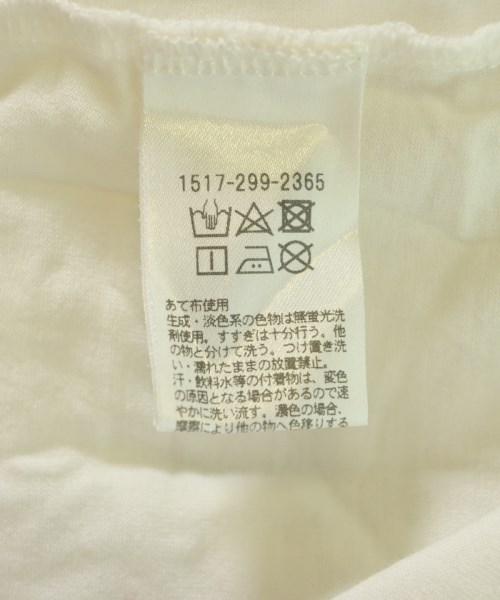 1517-299-2365
あて布使用
生成・淡色系の色物は無蛍光洗
剤使用。すすぎは十分行う。他
の物と分けて洗う。つけ置き洗
い・濡れたままの放置禁止。
汗・飲料水等の付着物は、変色
の原因となる場合があるので速
やかに洗い流す。濃色の場合、
摩擦により他の物へ色移りする